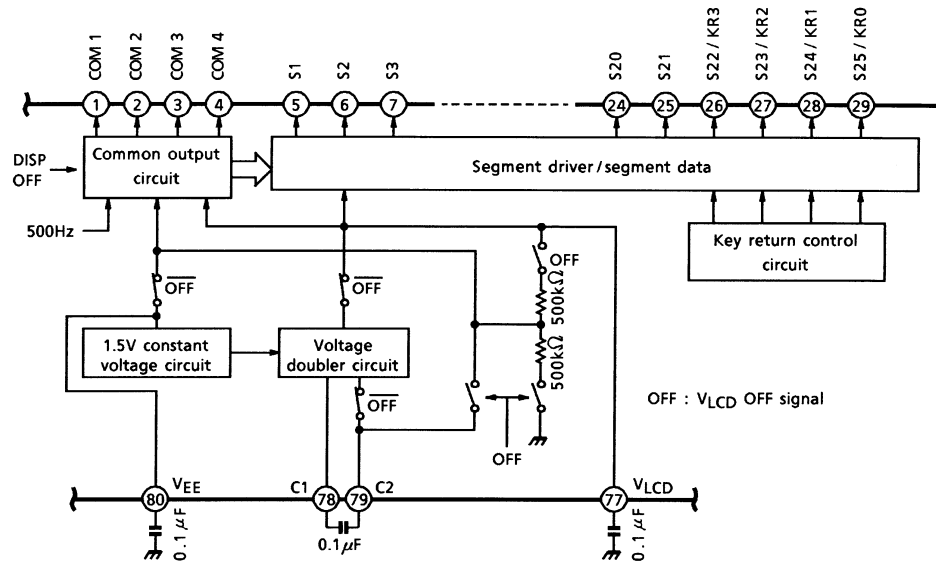 COM 1
COM 2
COM 3
COM 4
S1
S2
S3
S20
S21
S22 / KR3
S23 / KR2
S24 / KR1
S25 / KR0
1
2
3
4
5
6
7
24
25
26
27
28
29
DISP
OFF
Common output
circuit
Segment driver / segment data
500Hz
Key return control
circuit
OFF
OFF
OFF
500kΩ
500kΩ
1.5V constant
voltage circuit
Voltage
doubler circuit
OFF
OFF
OFF : VLCD OFF signal
VEE
C1
C2
VLCD
80
78
79
77
0.1μF
0.1μF
0.1μF